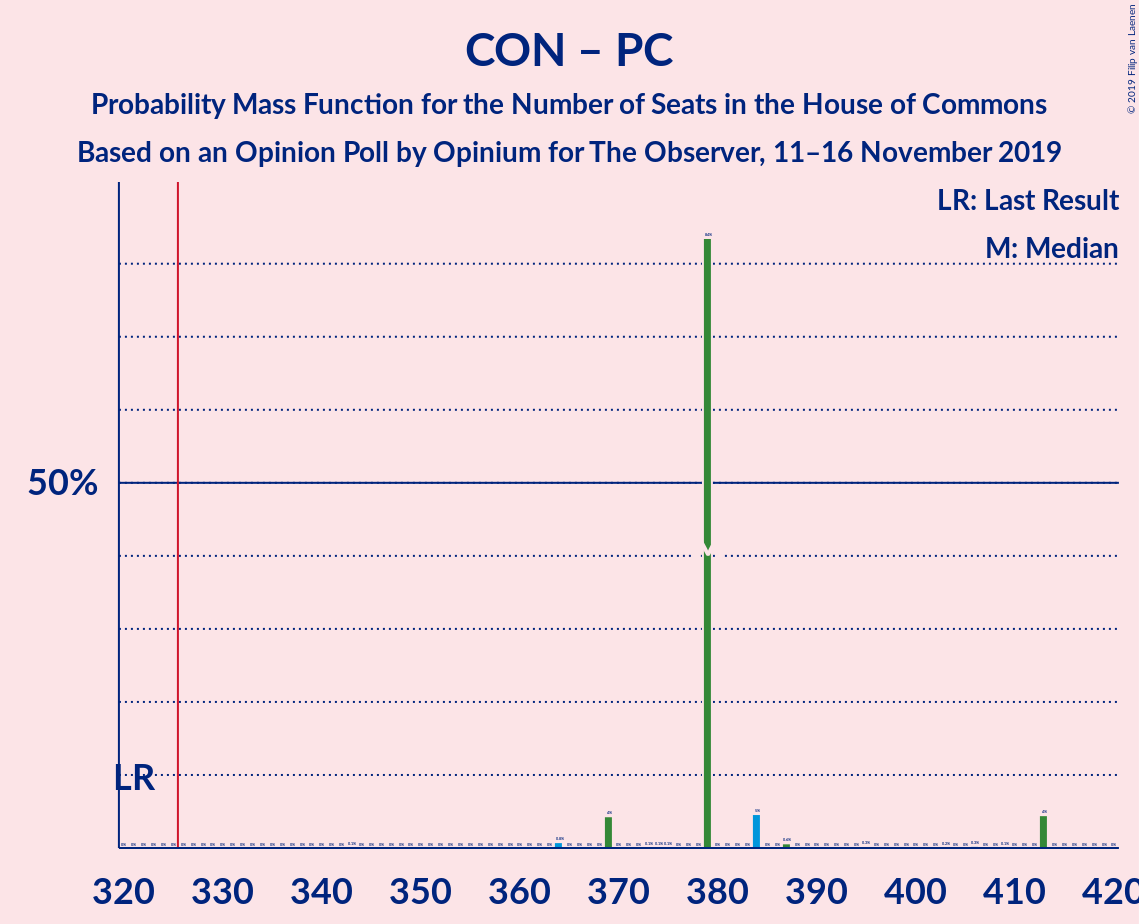 CON – PC
Probability Mass Function for the Number of Seats in the House of Commons
Based on an Opinion Poll by Opinium for The Observer, 11–16 November 2019
© 2019 Filip van Laenen
LR: Last Result
M: Median
50%
LR
320 330 340 350 360 370 380 390 400 410 420